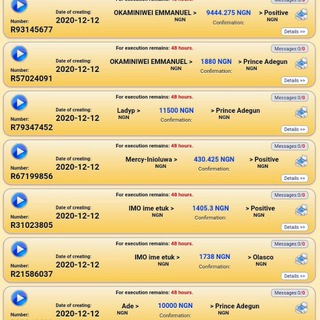 For execution remains: 48 hours. Messages:0/0
Date of creating: OKAMINIWEI EMMANUEL > 9444.275 NGN > Positive
2020-12-12 NGN Confirmation: NGN
Number:
R93145677 Details >>
For execution remains: 48 hours. Messages:0/0
Date of creating: OKAMINIWEI EMMANUEL > 1880 NGN > Prince Adegun
2020-12-12 NGN Confirmation: NGN
Number:
R57024091 Details >>
For execution remains: 48 hours. Messages:0/0
Date of creating: Ladyp > 11500 NGN > Prince Adegun
2020-12-12 NGN Confirmation: NGN
Number:
R79347452 Details >>
For execution remains: 48 hours. Messages:0/0
Date of creating: Mercy-Inioluwa > 430.425 NGN > Positive
2020-12-12 NGN Confirmation: NGN
Number:
R67199856 Details >>
For execution remains: 48 hours. Messages:0/0
Date of creating: IMO ime etuk > 1405.3 NGN > Positive
2020-12-12 NGN Confirmation: NGN
Number:
R31023805 Details >>
For execution remains: 48 hours. Messages:0/0
Date of creating: IMO ime etuk > 1738 NGN > Olasco
2020-12-12 NGN Confirmation: NGN
Number:
R21586037 Details >>
For execution remains: 48 hours. Messages:0/0
Date of creating: Ade > 10000 NGN > Prince Adegun
2020-12-12 NGN Confirmation: NGN
Number: